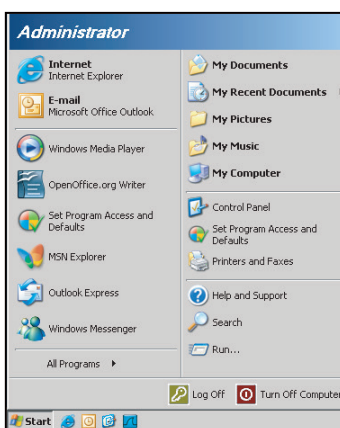 Administrator
Internet
Internet Explorer
E-mail
Microsoft Office Outlook
Windows Media Player
OpenOffice.org Writer
Set Program Access and
Defaults
MSN Explorer
Outlook Express
Windows Messenger
All Programs
My Documents
My Recent Documents
My Pictures
My Music
My Computer
Control Panel
Set Program Access and
Defaults
Printers and Faxes
Help and Support
Search
Run...
Log Off
Turn Off Computer
Start